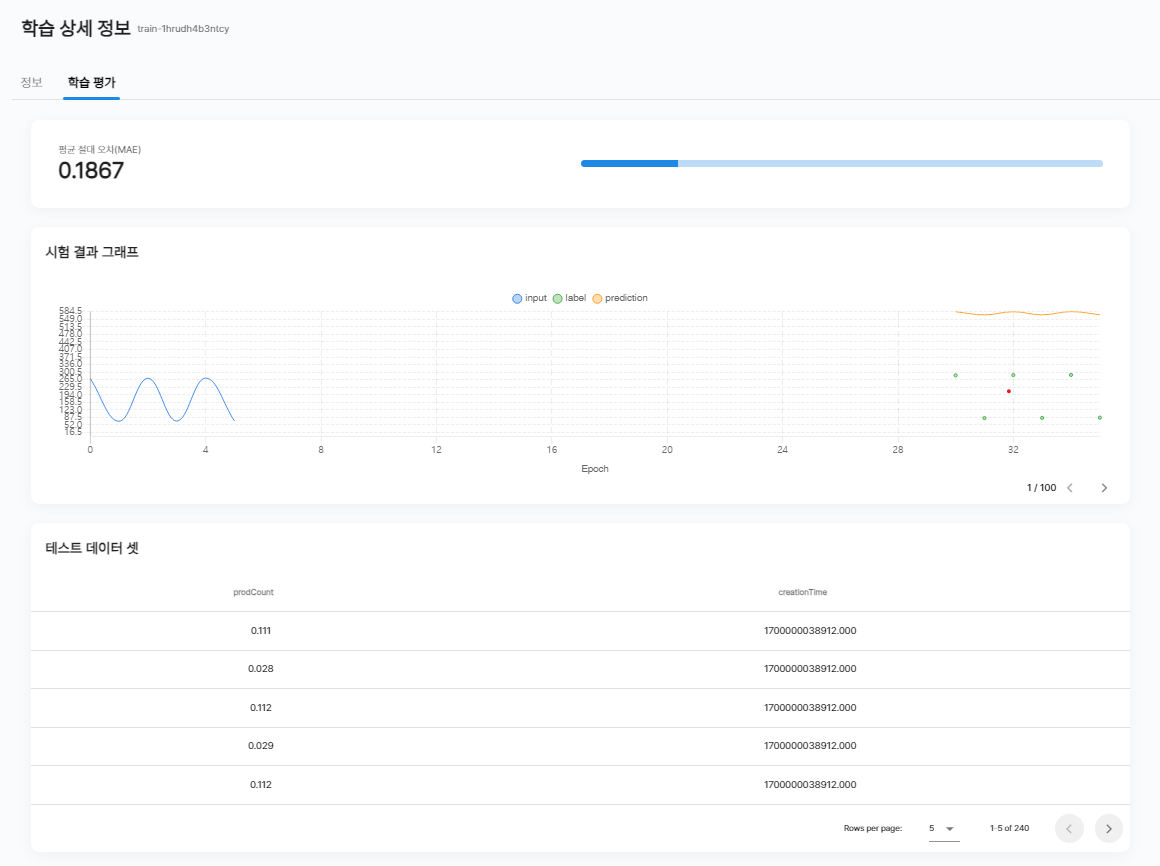 학습 상세 정보 train-1hrudh4b3ntcy
정보 학습 평가
평균 절대 오차(MAE)
0.1867
시험 결과 그래프
input label prediction
584.5
549.0
513.5
478.0
442.5
407.0
371.5
336.0
300.5
265.0
229.5
194.0
158.5
123.0
87.5
52.0
16.5
0 4 8 12 16 20 24 28 32
Epoch
1 / 100
테스트 데이터 셋
prodCount creationTime
0.111 1700000038912.000
0.028 1700000038912.000
0.112 1700000038912.000
0.029 1700000038912.000
0.112 1700000038912.000
Rows per page: 5 1-5 of 240